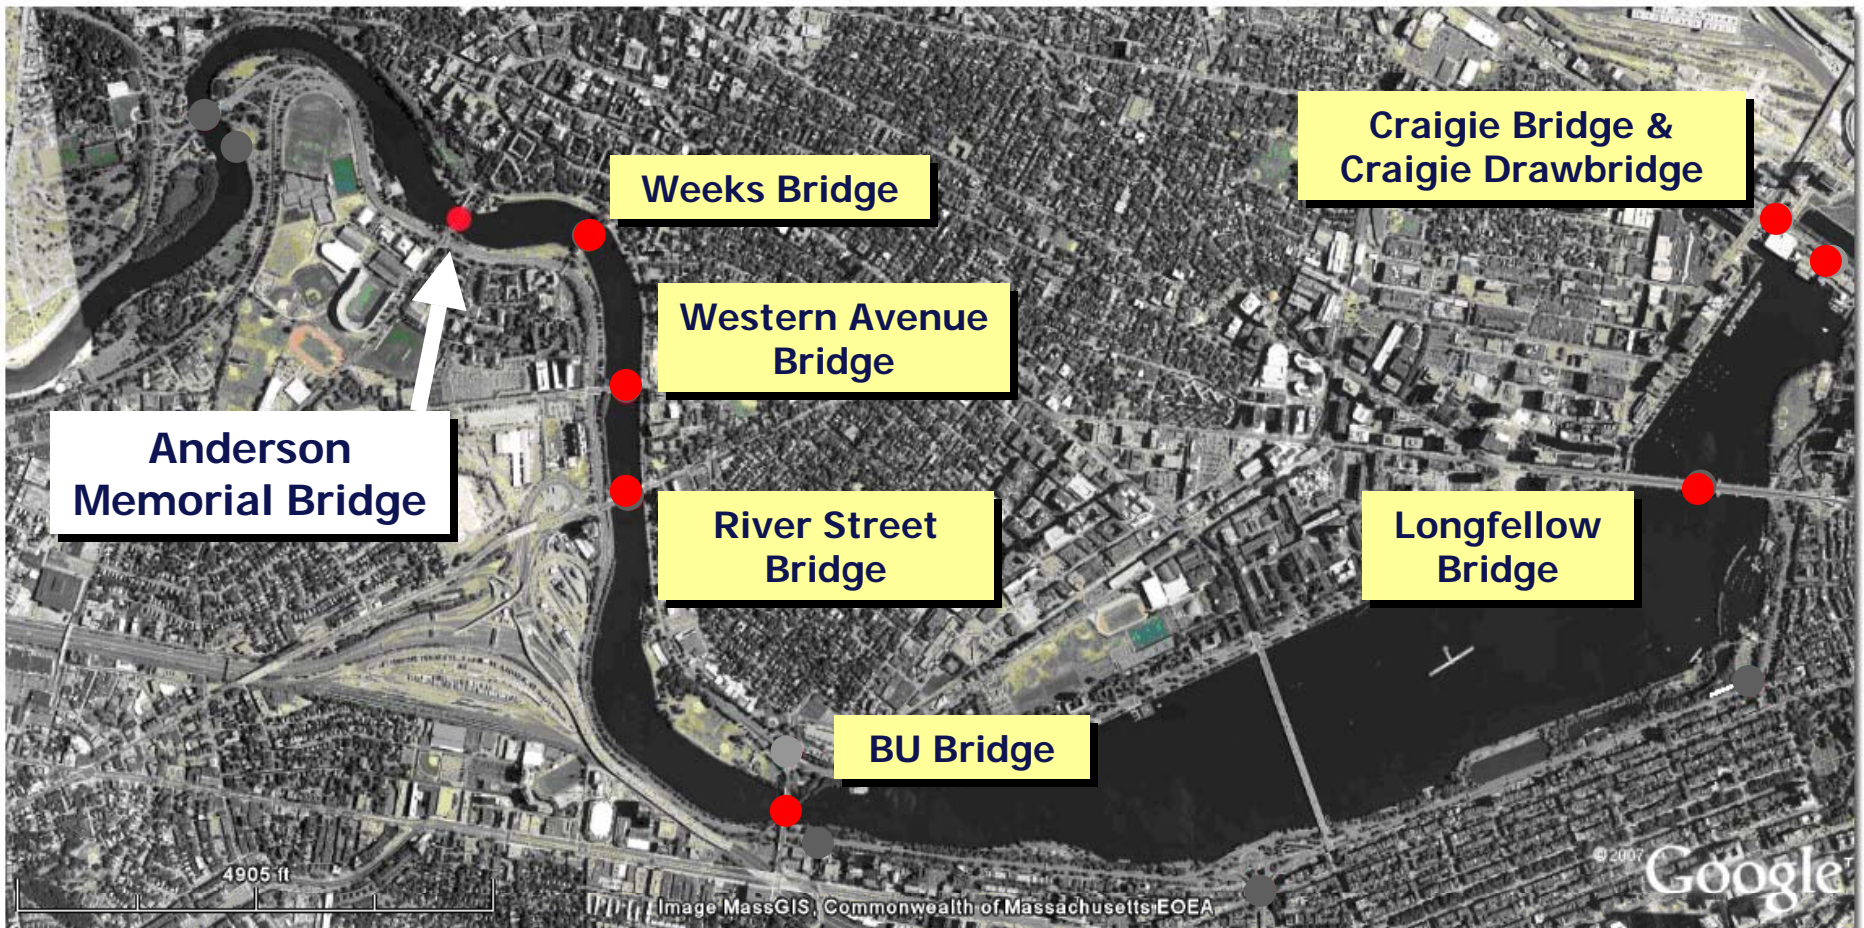 Craigie Bridge &
Craigie Drawbridge
Weeks Bridge
Western Avenue
Bridge
Anderson
Memorial Bridge
River Street
Bridge
Longfellow
Bridge
BU Bridge
4905 ft
©2007 Google™
Image MassGIS, Commonwealth of Massachusetts EOEA